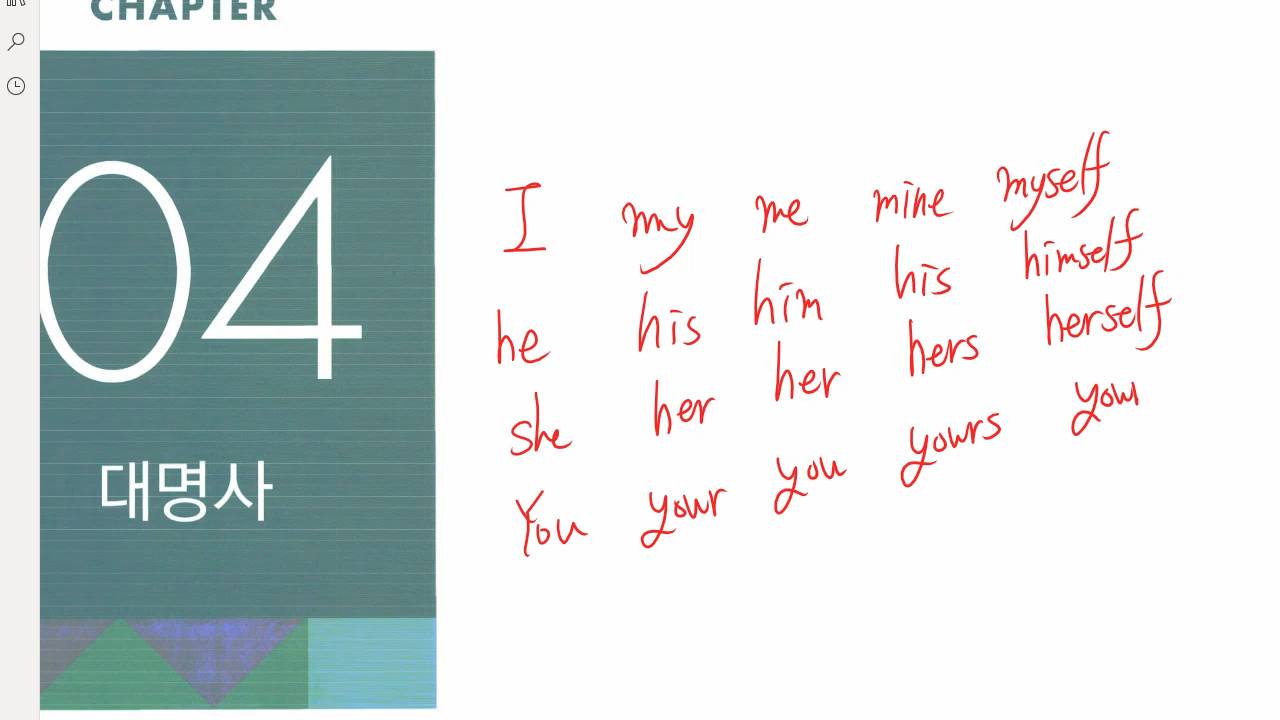 CHAPTER
04
대명사
I my me mine myself
he his him his himself
she her her hers herself
You your you yours you